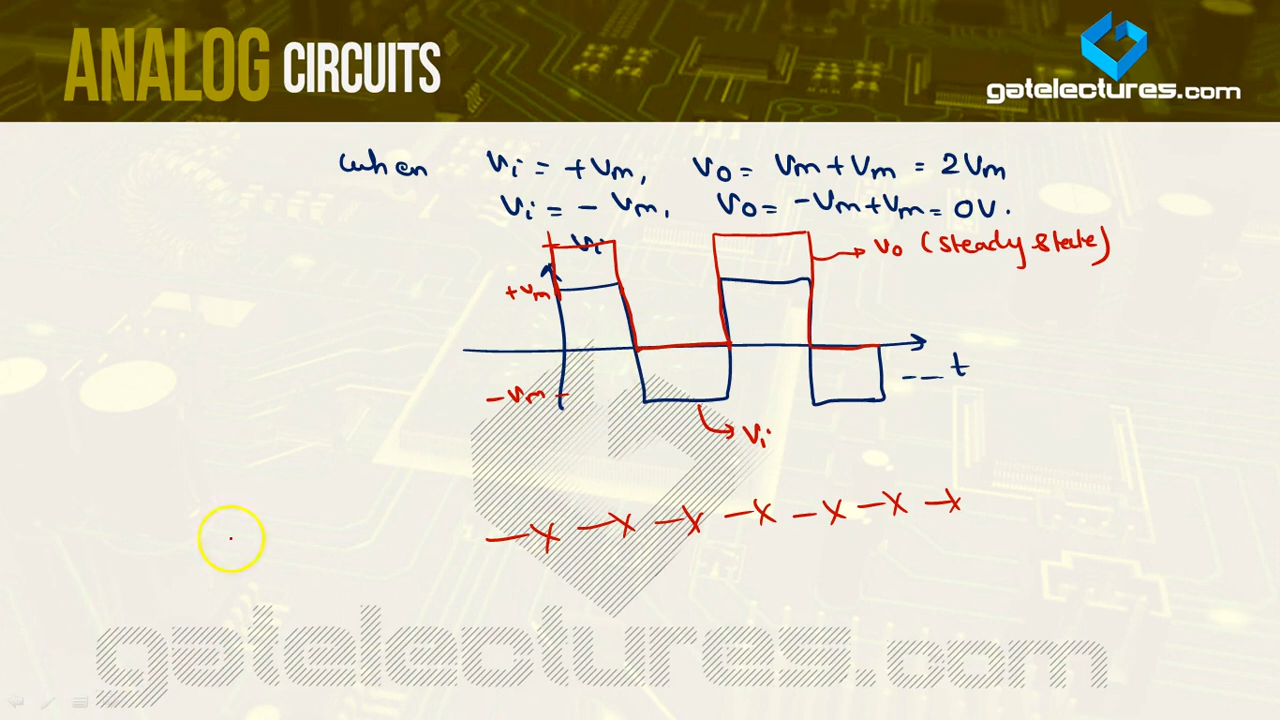 ANALOG CIRCUITS
gatelectures.com
when Vi = +Vm, Vo = Vm+Vm = 2Vm
Vi = - Vm, Vo = -Vm+Vm = 0V.
Vi
Vo (steady state)
+Vm
t
-Vm
Vi
-x -x -x -x -x -x -x
gatelectures.com